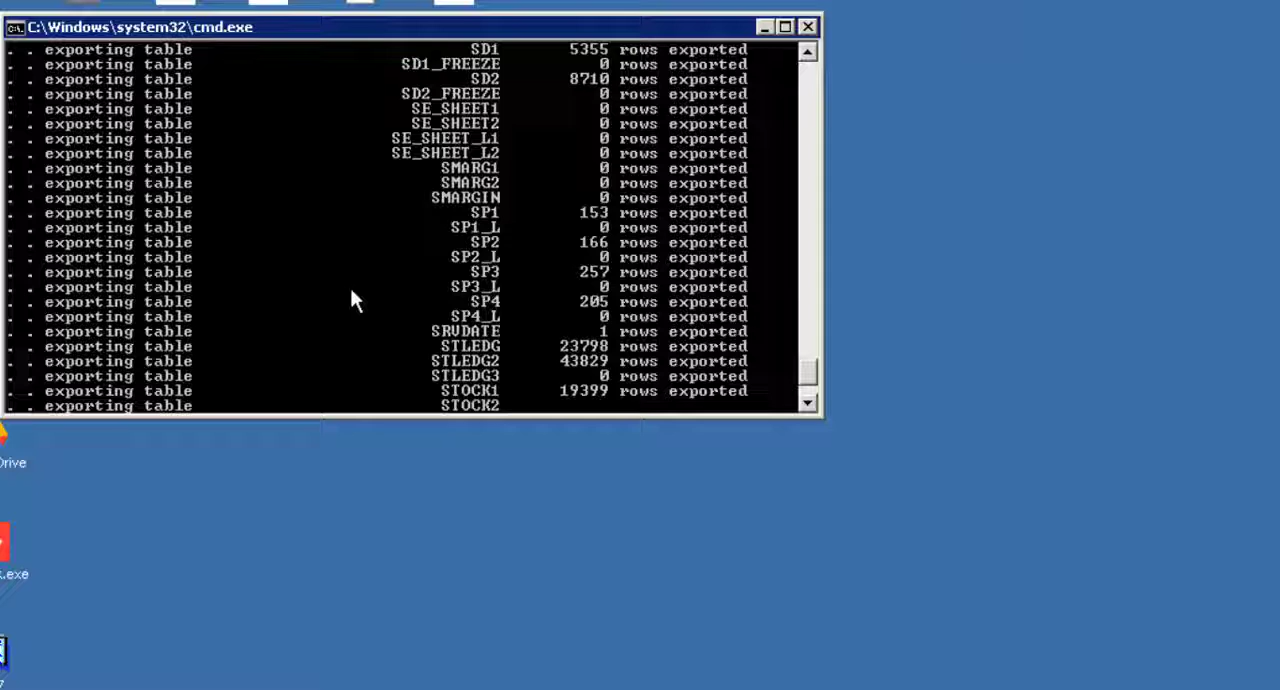 C:\Windows\system32\cmd.exe
. . exporting table SD1 5355 rows exported
. . exporting table SD1_FREEZE 0 rows exported
. . exporting table SD2 8710 rows exported
. . exporting table SD2_FREEZE 0 rows exported
. . exporting table SE_SHEET1 0 rows exported
. . exporting table SE_SHEET2 0 rows exported
. . exporting table SE_SHEET_L1 0 rows exported
. . exporting table SE_SHEET_L2 0 rows exported
. . exporting table SMARG1 0 rows exported
. . exporting table SMARG2 0 rows exported
. . exporting table SMARGIN 0 rows exported
. . exporting table SP1 153 rows exported
. . exporting table SP1_L 0 rows exported
. . exporting table SP2 166 rows exported
. . exporting table SP2_L 0 rows exported
. . exporting table SP3 257 rows exported
. . exporting table SP3_L 0 rows exported
. . exporting table SP4 205 rows exported
. . exporting table SP4_L 0 rows exported
. . exporting table SRVDATE 1 rows exported
. . exporting table STLEDG 23798 rows exported
. . exporting table STLEDG2 43829 rows exported
. . exporting table STLEDG3 0 rows exported
. . exporting table STOCK1 19399 rows exported
. . exporting table STOCK2
Drive
.exe